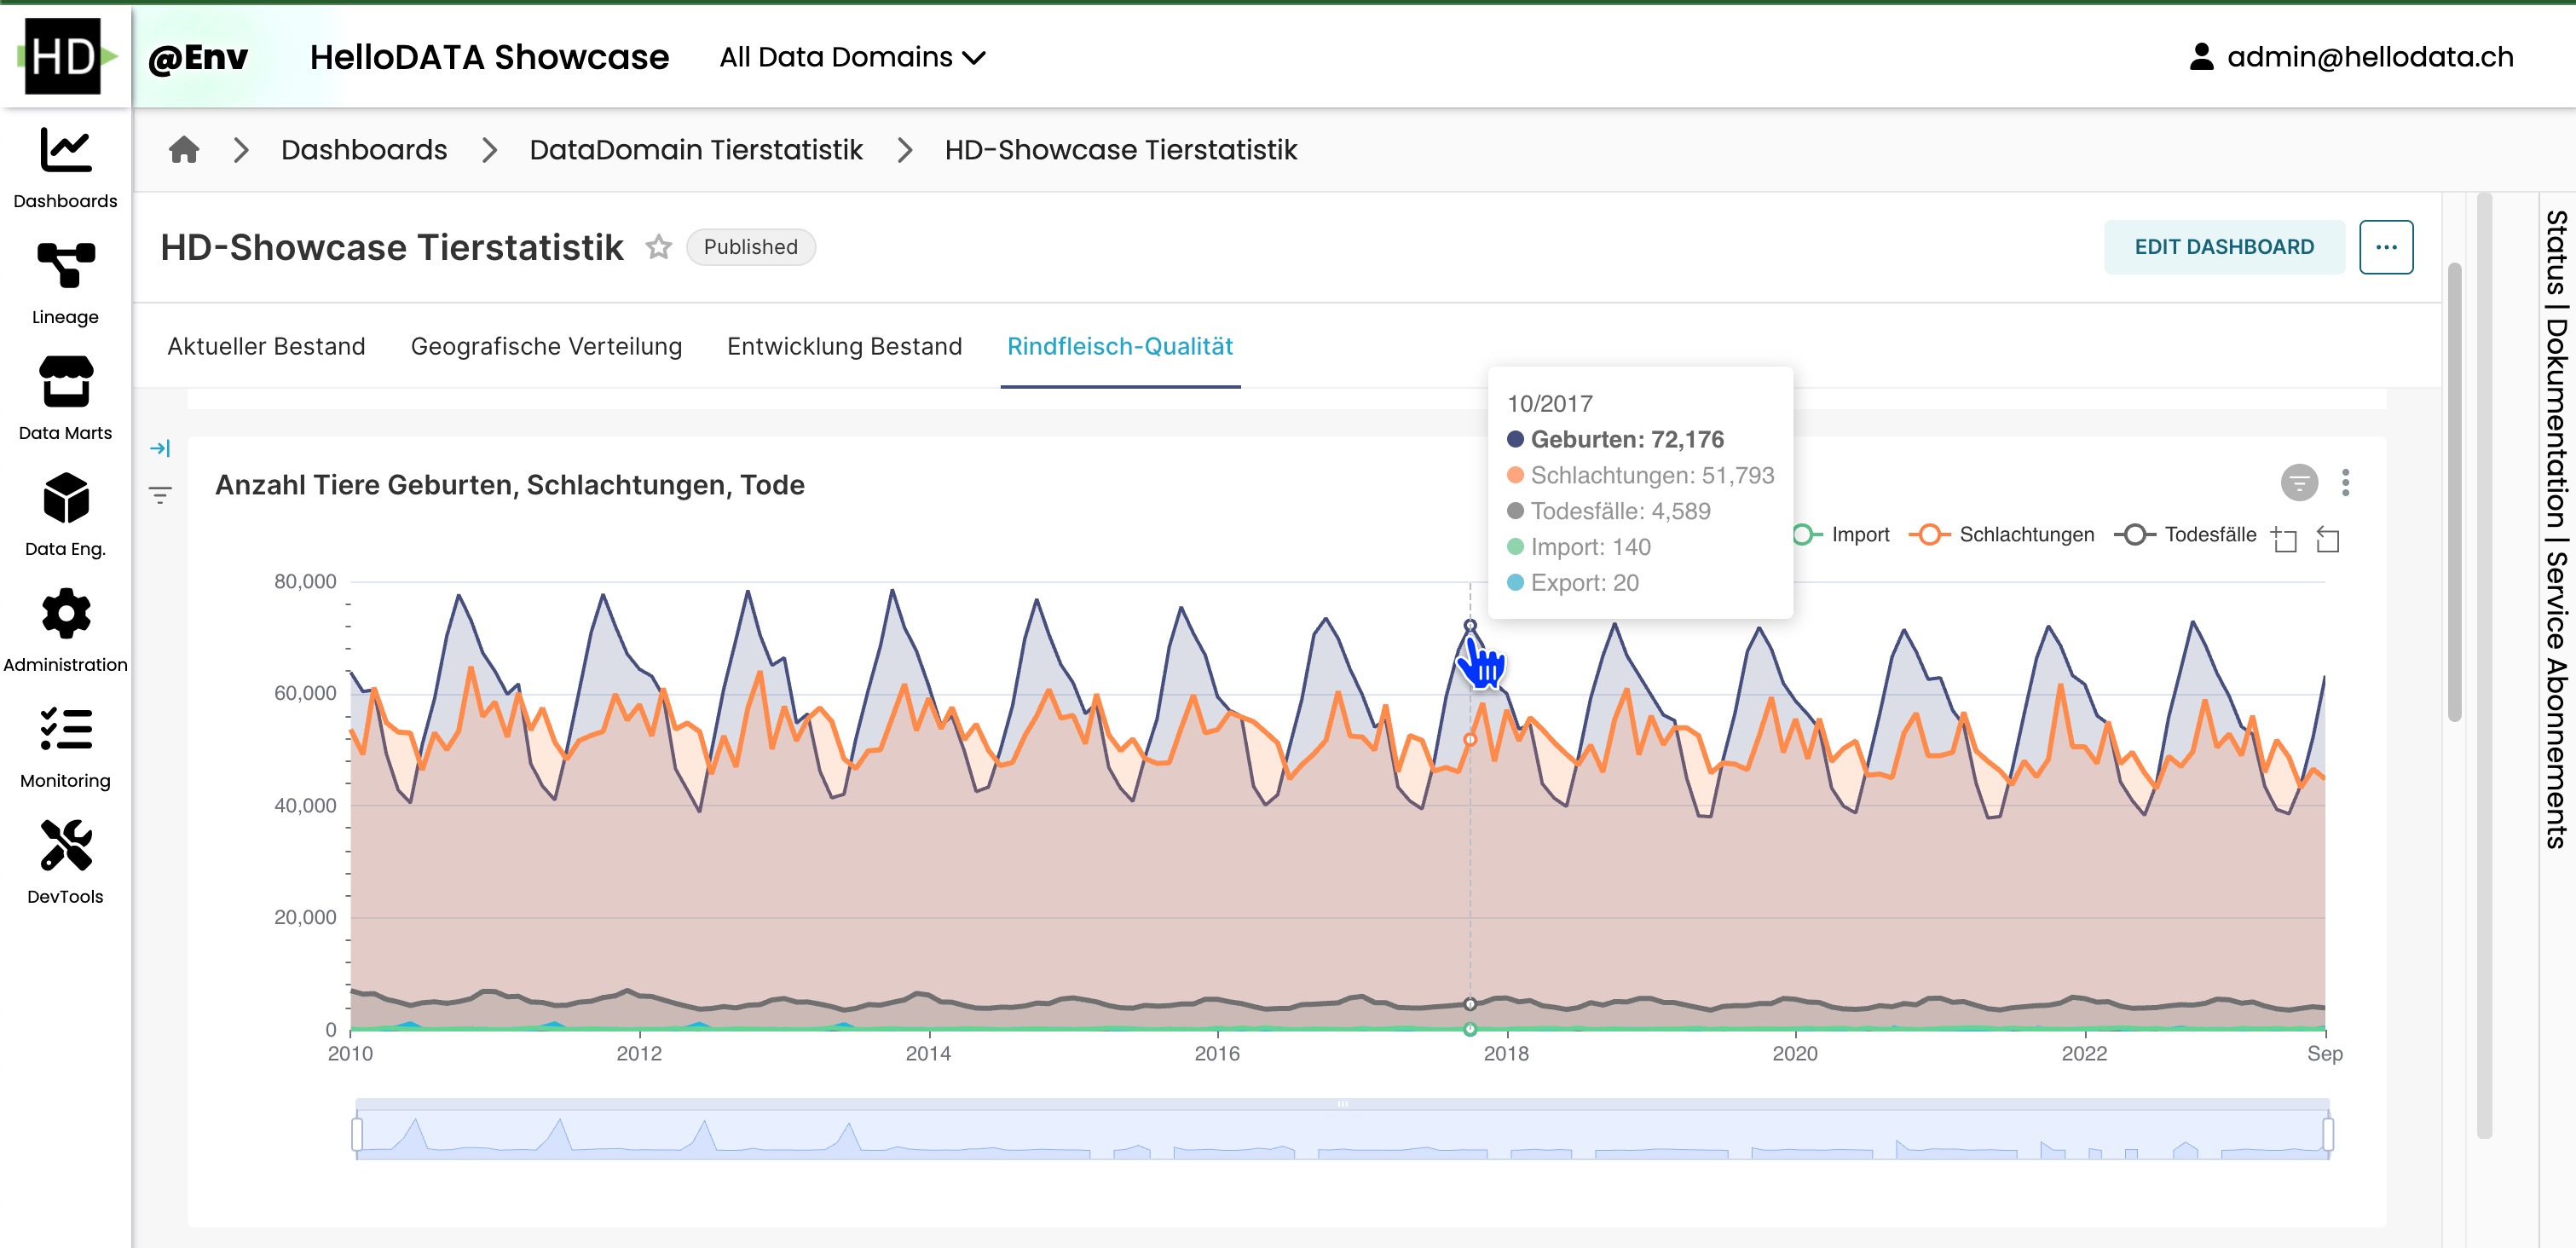 HD @Env HelloDATA Showcase All Data Domains admin@hellodata.ch
Dashboards DataDomain Tierstatistik HD-Showcase Tierstatistik
Dashboards
Lineage
Data Marts
Data Eng.
Administration
Monitoring
DevTools
HD-Showcase Tierstatistik Published EDIT DASHBOARD ...
Aktueller Bestand Geografische Verteilung Entwicklung Bestand Rindfleisch-Qualität
Anzahl Tiere Geburten, Schlachtungen, Tode
10/2017
Geburten: 72,176
Schlachtungen: 51,793
Todesfälle: 4,589
Import: 140
Export: 20
Import Schlachtungen Todesfälle
80,000
60,000
40,000
20,000
0
2010 2012 2014 2016 2018 2020 2022 Sep
Status | Dokumentation | Service Abonnements